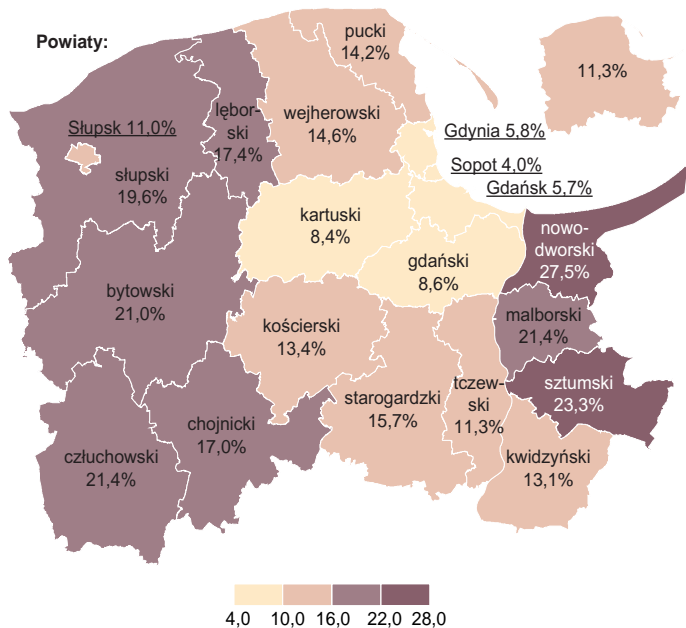 Powiaty:
pucki
14,2%
11,3%
lębor-
ski
17,4%
wejherowski
14,6%
Słupsk 11,0%
słupski
19,6%
Gdynia 5,8%
Sopot 4,0%
Gdańsk 5,7%
kartuski
8,4%
gdański
8,6%
nowo-
dworski
27,5%
bytowski
21,0%
kościerski
13,4%
malborski
21,4%
starogardzki
15,7%
tczew-
ski
11,3%
sztumski
23,3%
chojnicki
17,0%
człuchowski
21,4%
kwidzyński
13,1%
4,0 10,0 16,0 22,0 28,0